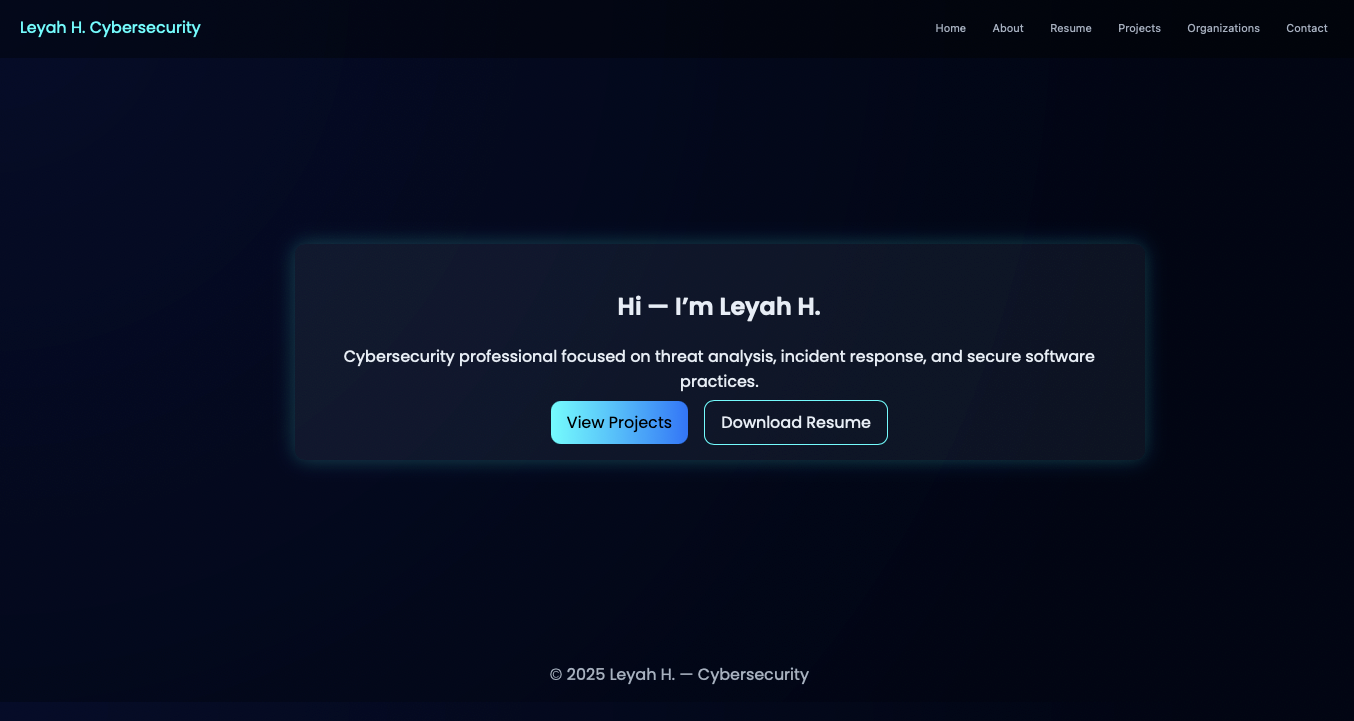 Leyah H. Cybersecurity
Home About Resume Projects Organizations Contact
Hi — I’m Leyah H.
Cybersecurity professional focused on threat analysis, incident response, and secure software
practices.
View Projects Download Resume
© 2025 Leyah H. — Cybersecurity